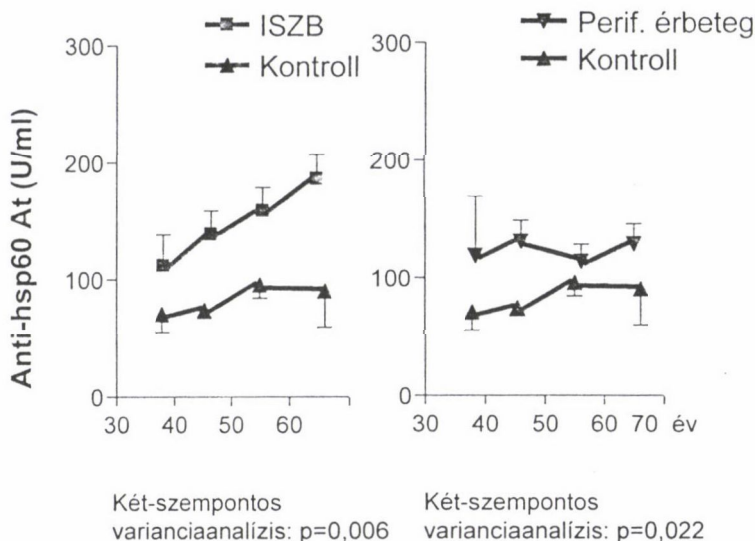 ISZB
Kontroll
Perif. érbeteg
Kontroll
Anti-hsp60 At (U/ml)
300
200
100
0
30 40 50 60
300
200
100
0
30 40 50 60 70 év
Két-szempontos
varianciaanalízis: p=0,006
Két-szempontos
varianciaanalízis: p=0,022